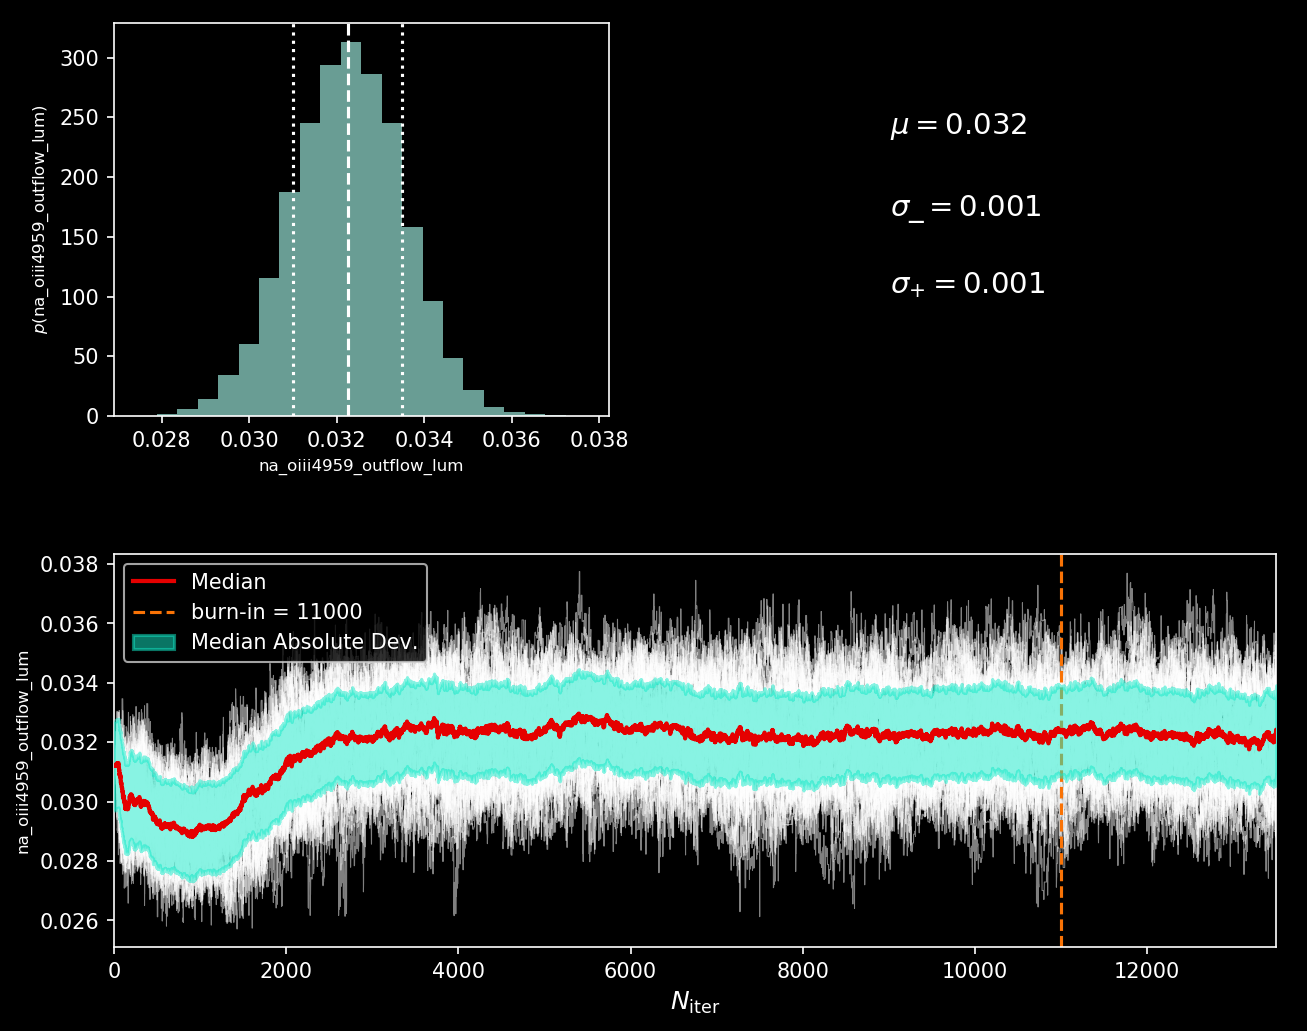 300
250
200
150
100
50
0
p(na_oiii4959_outflow_lum)
0.028 0.030 0.032 0.034 0.036 0.038
na_oiii4959_outflow_lum
μ = 0.032
σ_ = 0.001
σ+ = 0.001
0.038
0.036
0.034
0.032
0.030
0.028
0.026
na_oiii4959_outflow_lum
Median
burn-in = 11000
Median Absolute Dev.
0 2000 4000 6000 8000 10000 12000
Niter